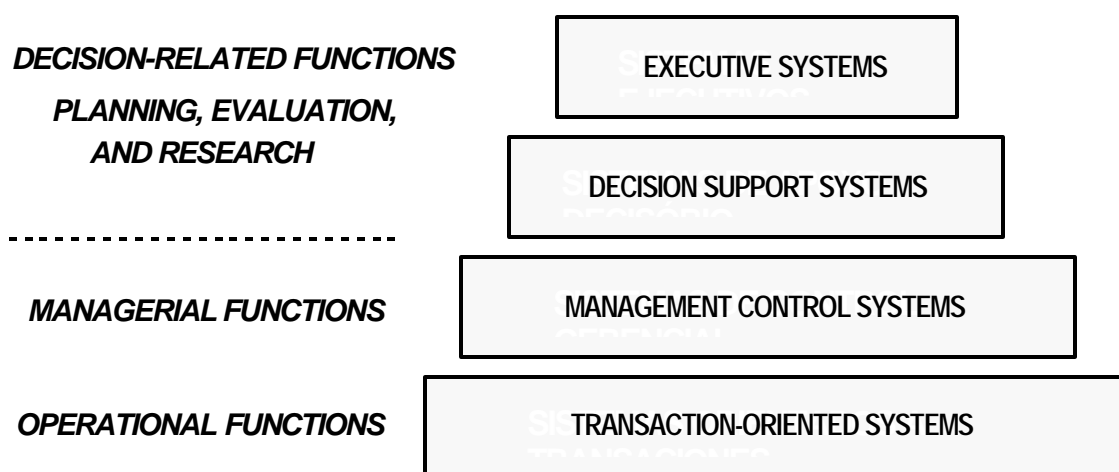 DECISION-RELATED FUNCTIONS
PLANNING, EVALUATION,
AND RESEARCH
EXECUTIVE SYSTEMS
DECISION SUPPORT SYSTEMS
MANAGERIAL FUNCTIONS
MANAGEMENT CONTROL SYSTEMS
OPERATIONAL FUNCTIONS
TRANSACTION-ORIENTED SYSTEMS